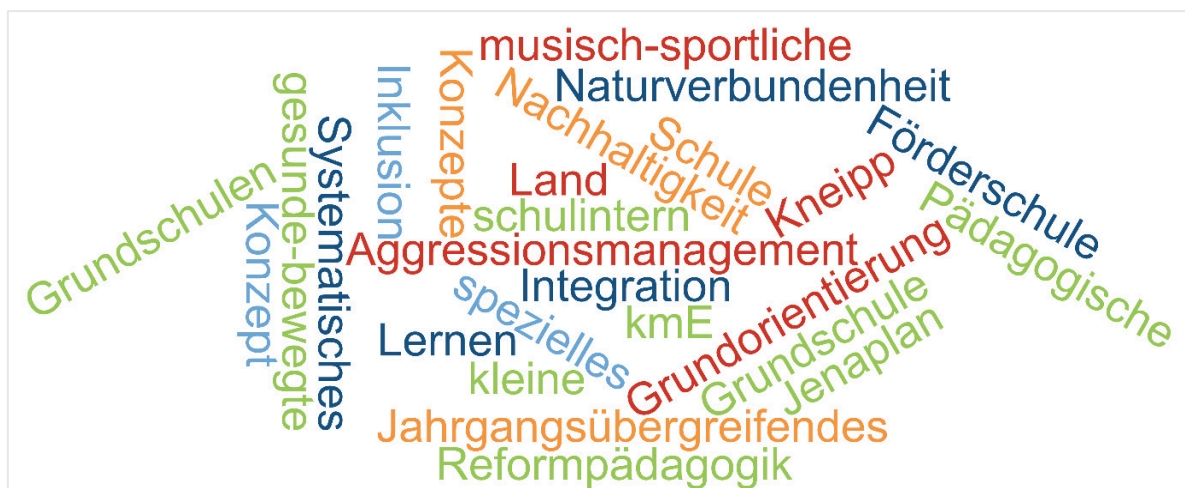 musisch-sportliche
Naturverbundenheit
Konzepte
Inklusion
Nachhaltigkeit
Schule
gesunde-bewegte
Systematisches
Förderschule
Kneipp
Land
Grundschulen
Pädagogische
schulintern
Konzept
Aggressionsmanagement
Grundorientierung
Integration
spezielles
kmE
Grundschule
Lernen
Jenaplan
kleine
Jahrgangsübergreifendes
Reformpädagogik